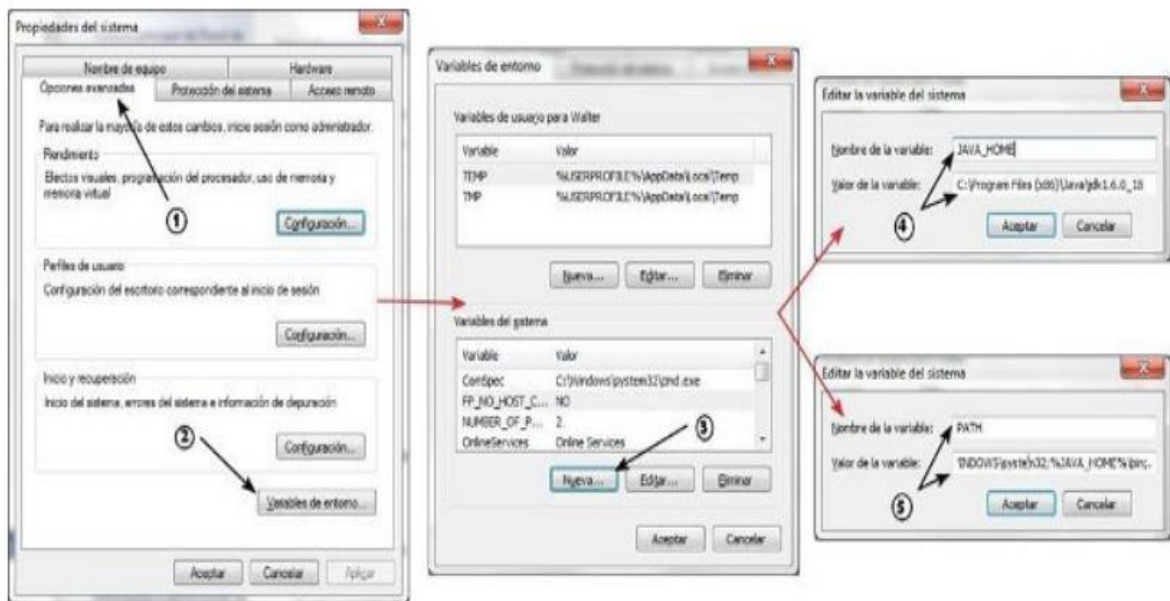 Propiedades del sistema
Nombre de equipo
Hardware
Opciones avanzadas
Protección del sistema
Acceso remoto
Para realizar la mayoría de estos cambios, inicie sesión como administrador.
Rendimiento
Efectos visuales, programación del procesador, uso de memoria y
memoria virtual
1
Configuración...
Perfiles de usuario
Configuración del escritorio correspondiente al inicio de sesión
Configuración...
Inicio y recuperación
Inicio del sistema, errores del sistema e información de depuración
2
Configuración...
Variables de entorno...
Aceptar
Cancelar
Aplicar
Variables de entorno
Variables de usuario para Walter
Variable Valor
TEMP %USERPROFILE%\AppData\Local\Temp
TMP %USERPROFILE%\AppData\Local\Temp
Nueva...
Editar...
Eliminar
Variables del sistema
Variable Valor
ComSpec C:\Windows\system32\cmd.exe
FP_NO_HOST_C... NO
NUMBER_OF_P... 2
OnlineServices Online Services
3
Nueva...
Editar...
Eliminar
Aceptar
Cancelar
Editar la variable del sistema
Nombre de la variable: JAVA_HOME
Valor de la variable: C:\Program Files (x86)\Java\jdk1.6.0_18
4
Aceptar
Cancelar
Editar la variable del sistema
Nombre de la variable: PATH
Valor de la variable: INDOWS\system32;%JAVA_HOME%\bin;.
5
Aceptar
Cancelar